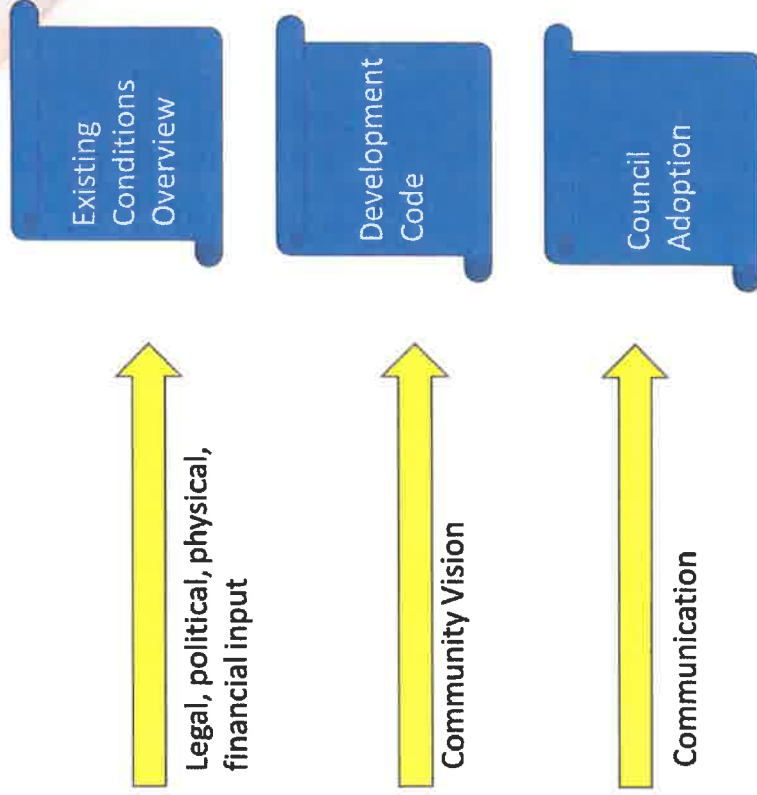 Legal, political, physical,
financial input
Existing
Conditions
Overview
Community Vision
Development
Code
Communication
Council
Adoption